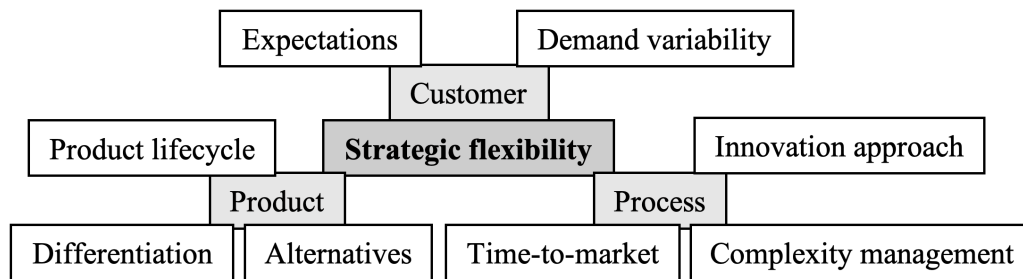 Expectations
Demand variability
Customer
Product lifecycle
Strategic flexibility
Innovation approach
Product
Process
Differentiation
Alternatives
Time-to-market
Complexity management